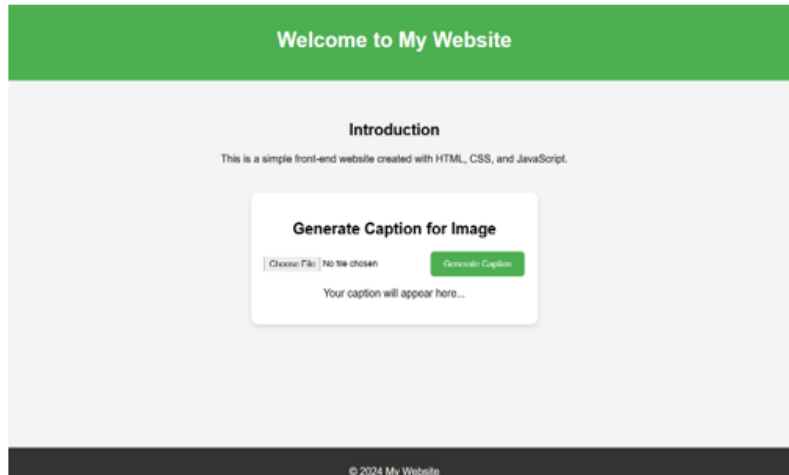 Welcome to My Website
Introduction
This is a simple front-end website created with HTML, CSS, and JavaScript.
Generate Caption for Image
Choose File No file chosen Generate Caption
Your caption will appear here...
© 2024 My Website